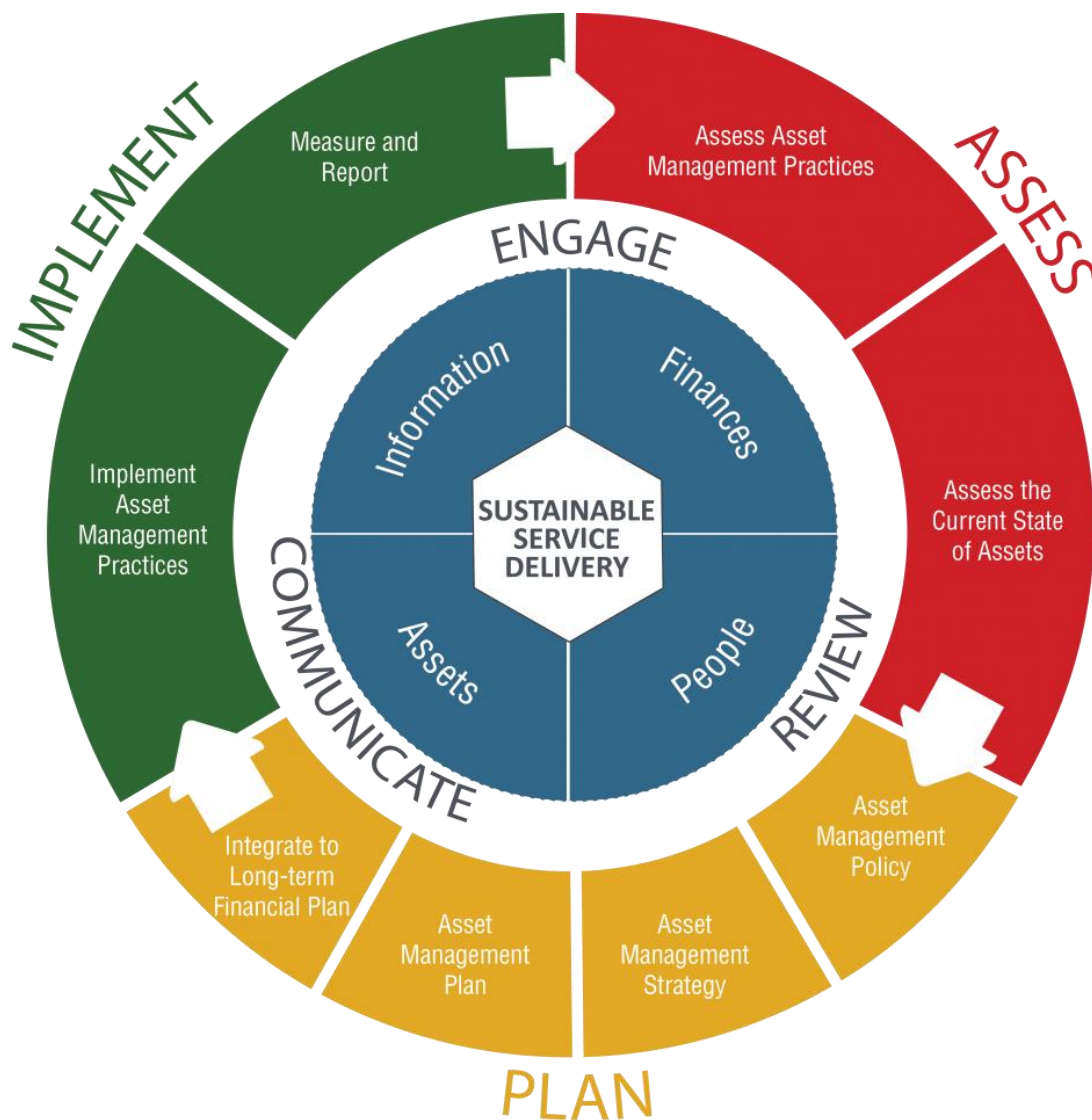 IMPLEMENT
ASSESS
PLAN
Measure and
Report
Assess Asset
Management Practices
Assess the
Current State
of Assets
Asset
Management
Policy
Asset
Management
Strategy
Asset
Management
Plan
Integrate to
Long-term
Financial Plan
Implement
Asset
Management
Practices
ENGAGE
REVIEW
COMMUNICATE
Information
Finances
People
Assets
SUSTAINABLE
SERVICE
DELIVERY